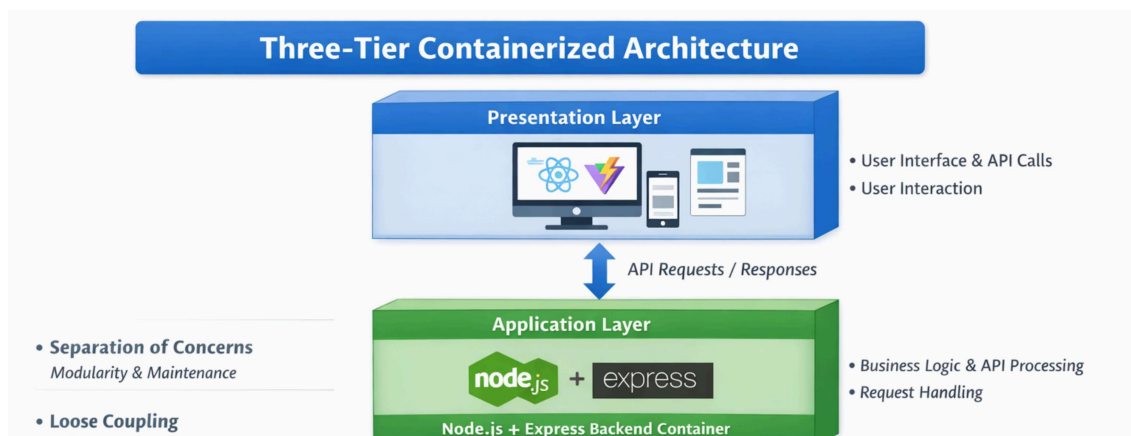 Three-Tier Containerized Architecture
Presentation Layer
• User Interface & API Calls
• User Interaction
API Requests / Responses
Application Layer
• Separation of Concerns
Modularity & Maintenance
node.js + express
• Business Logic & API Processing
• Request Handling
• Loose Coupling
Node.js + Express Backend Container